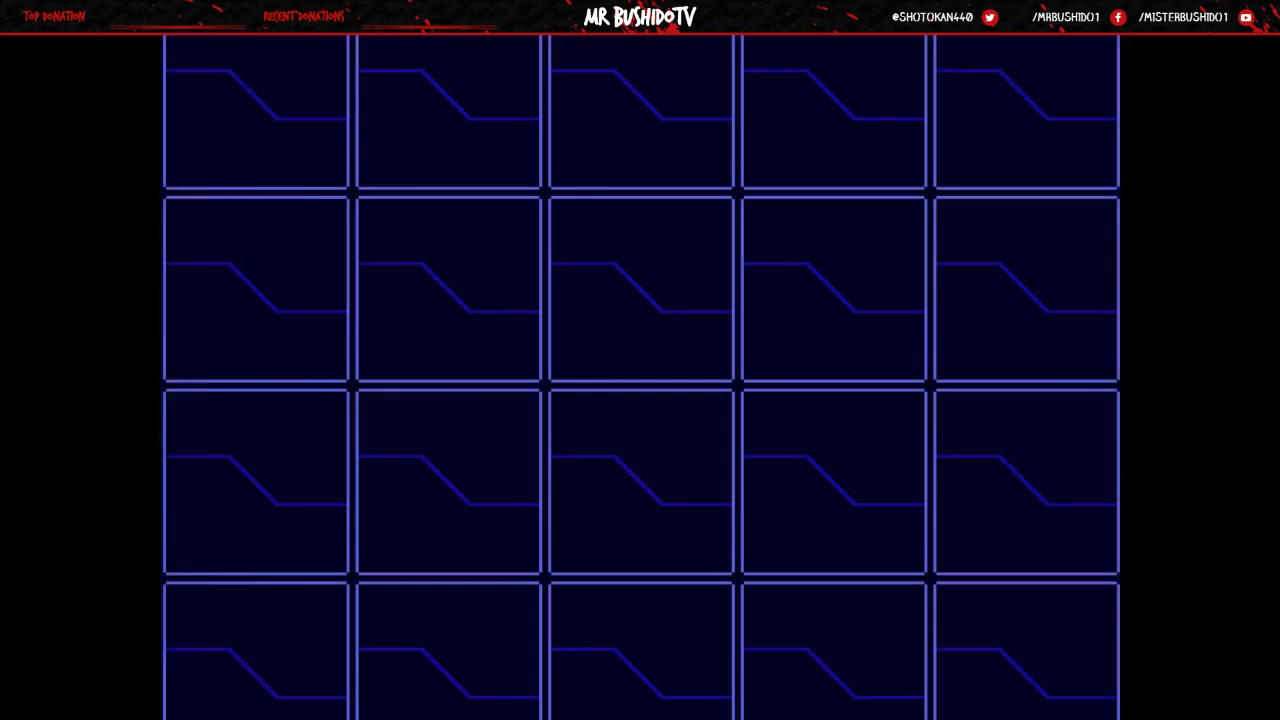 TOP DONATION
RECENT DONATIONS
MR BUSHIDOTV
@SHOTOKAN440
/MRBUSHIDO1
/MISTERBUSHIDO1